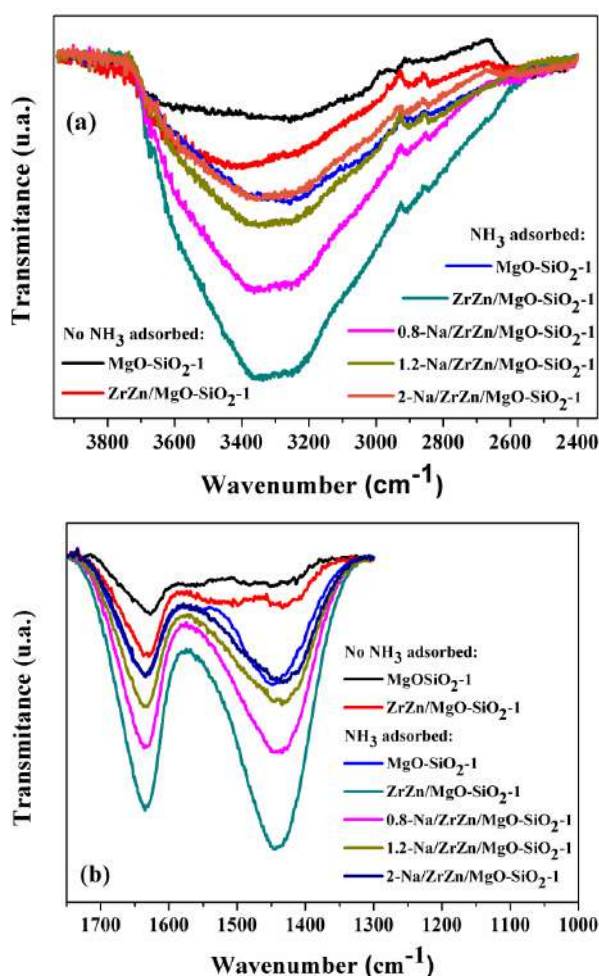 (a)
Transmitance (u.a.)
No NH3 adsorbed:
MgO-SiO2-1
ZrZn/MgO-SiO2-1
NH3 adsorbed:
MgO-SiO2-1
ZrZn/MgO-SiO2-1
0.8-Na/ZrZn/MgO-SiO2-1
1.2-Na/ZrZn/MgO-SiO2-1
2-Na/ZrZn/MgO-SiO2-1
3800 3600 3400 3200 3000 2800 2600 2400
Wavenumber (cm-1)
Transmitance (u.a.)
No NH3 adsorbed:
MgOSiO2-1
ZrZn/MgO-SiO2-1
NH3 adsorbed:
MgO-SiO2-1
ZrZn/MgO-SiO2-1
0.8-Na/ZrZn/MgO-SiO2-1
1.2-Na/ZrZn/MgO-SiO2-1
2-Na/ZrZn/MgO-SiO2-1
(b)
1700 1600 1500 1400 1300 1200 1100 1000
Wavenumber (cm-1)